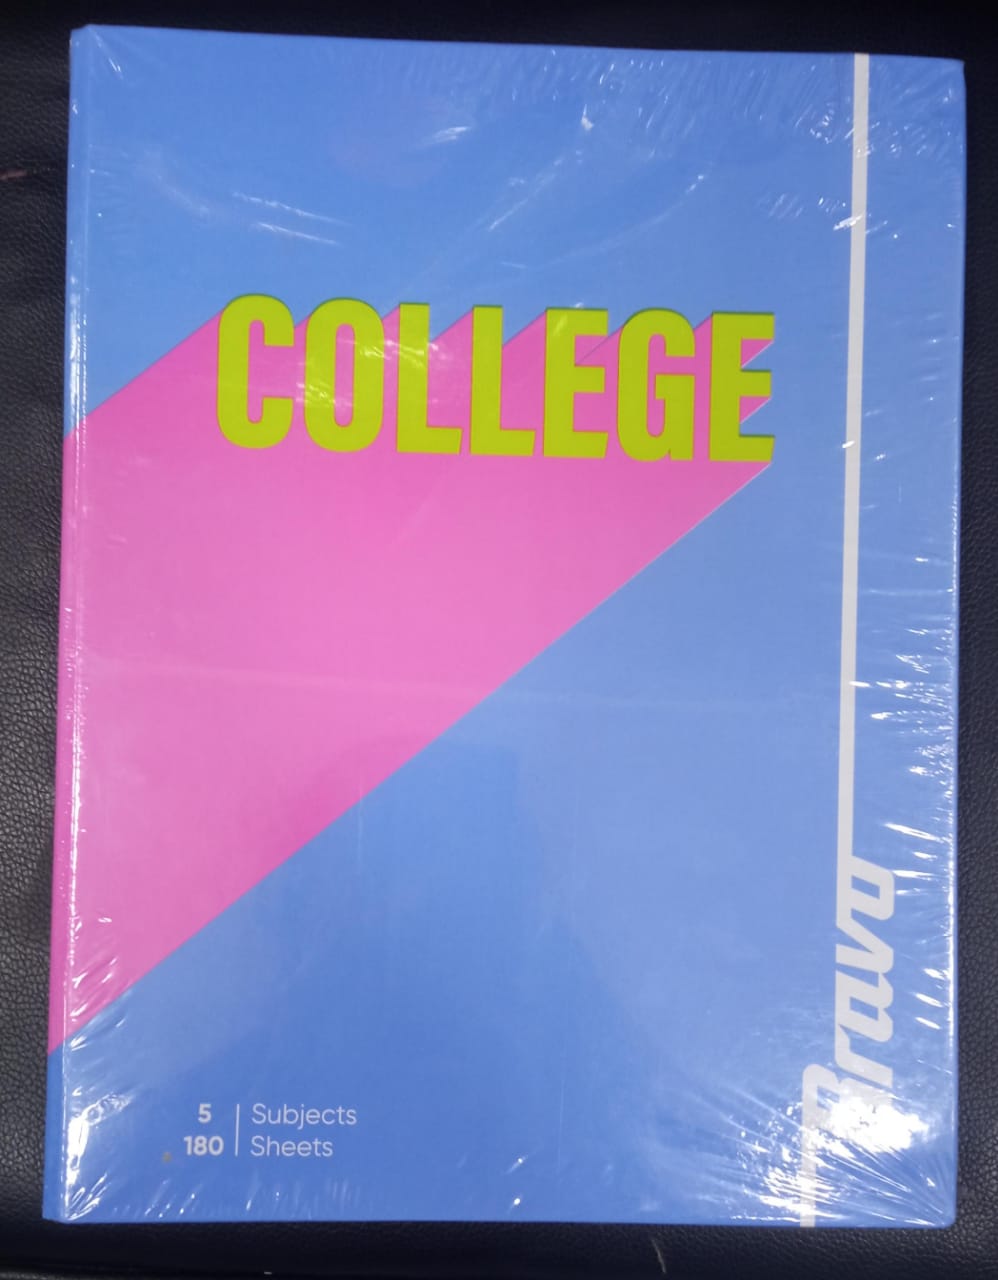 COLLEGE
5 Subjects
180 Sheets
Bravo